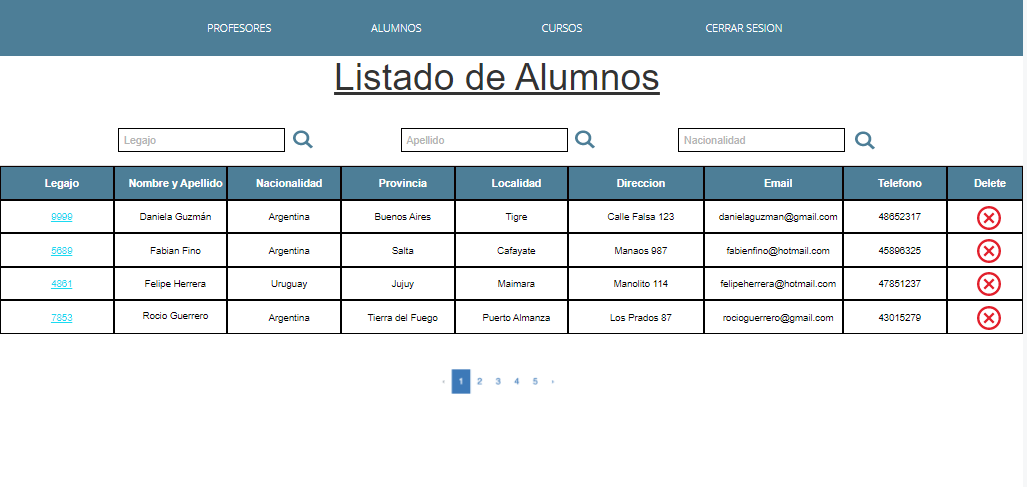 PROFESORES ALUMNOS CURSOS CERRAR SESION
Listado de Alumnos
Legajo Apellido Nacionalidad
Legajo Nombre y Apellido Nacionalidad Provincia Localidad Direccion Email Telefono Delete
9999 Daniela Guzmán Argentina Buenos Aires Tigre Calle Falsa 123 danielaguzman@gmail.com 48652317
5689 Fabian Fino Argentina Salta Cafayate Manaos 987 fabienfino@hotmail.com 45896325
4861 Felipe Herrera Uruguay Jujuy Maimara Manolito 114 felipeherrera@hotmail.com 47851237
7853 Rocio Guerrero Argentina Tierra del Fuego Puerto Almanza Los Prados 87 rocioguerrero@gmail.com 43015279
‹ 1 2 3 4 5 ›